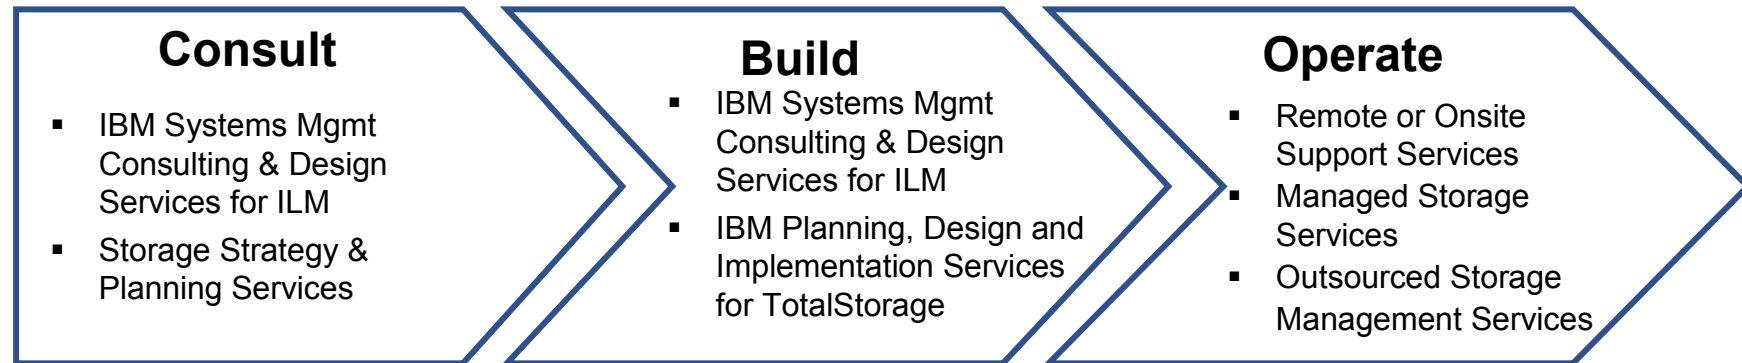 Consult
▪ IBM Systems Mgmt
Consulting & Design
Services for ILM
▪ Storage Strategy &
Planning Services
Build
▪ IBM Systems Mgmt
Consulting & Design
Services for ILM
▪ IBM Planning, Design and
Implementation Services
for TotalStorage
Operate
▪ Remote or Onsite
Support Services
▪ Managed Storage
Services
▪ Outsourced Storage
Management Services